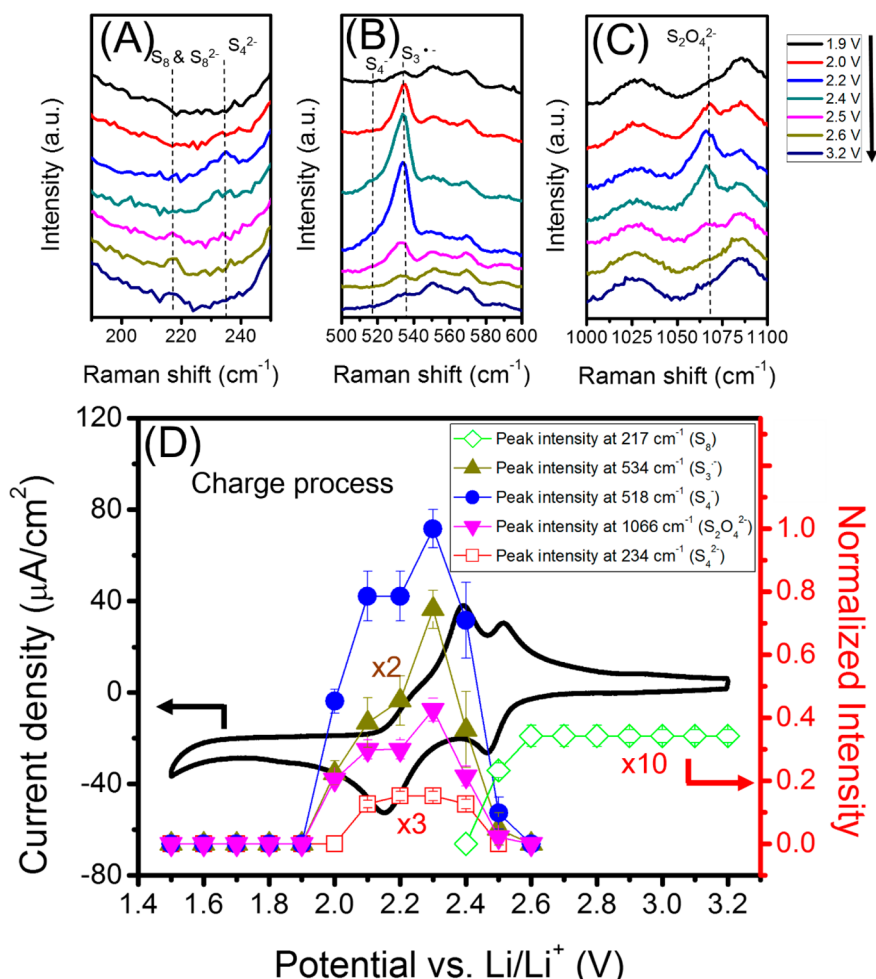 (A)
S₈ & S₈²⁻
S₄²⁻
Intensity (a.u.)
200 220 240
Raman shift (cm⁻¹)
(B)
S₄⁻
S₃•⁻
Intensity (a.u.)
500 520 540 560 580 600
Raman shift (cm⁻¹)
(C)
S₂O₄²⁻
Intensity (a.u.)
1000 1025 1050 1075 1100
Raman shift (cm⁻¹)
1.9 V
2.0 V
2.2 V
2.4 V
2.5 V
2.6 V
3.2 V
(D)
Charge process
Peak intensity at 217 cm⁻¹ (S₈)
Peak intensity at 534 cm⁻¹ (S₃·⁻)
Peak intensity at 518 cm⁻¹ (S₄⁻)
Peak intensity at 1066 cm⁻¹ (S₂O₄²⁻)
Peak intensity at 234 cm⁻¹ (S₄²⁻)
x2
x3
x10
Current density (μA/cm²)
120
80
40
0
-40
-80
Normalized Intensity
1.0
0.8
0.6
0.4
0.2
0.0
1.4 1.6 1.8 2.0 2.2 2.4 2.6 2.8 3.0 3.2
Potential vs. Li/Li⁺ (V)